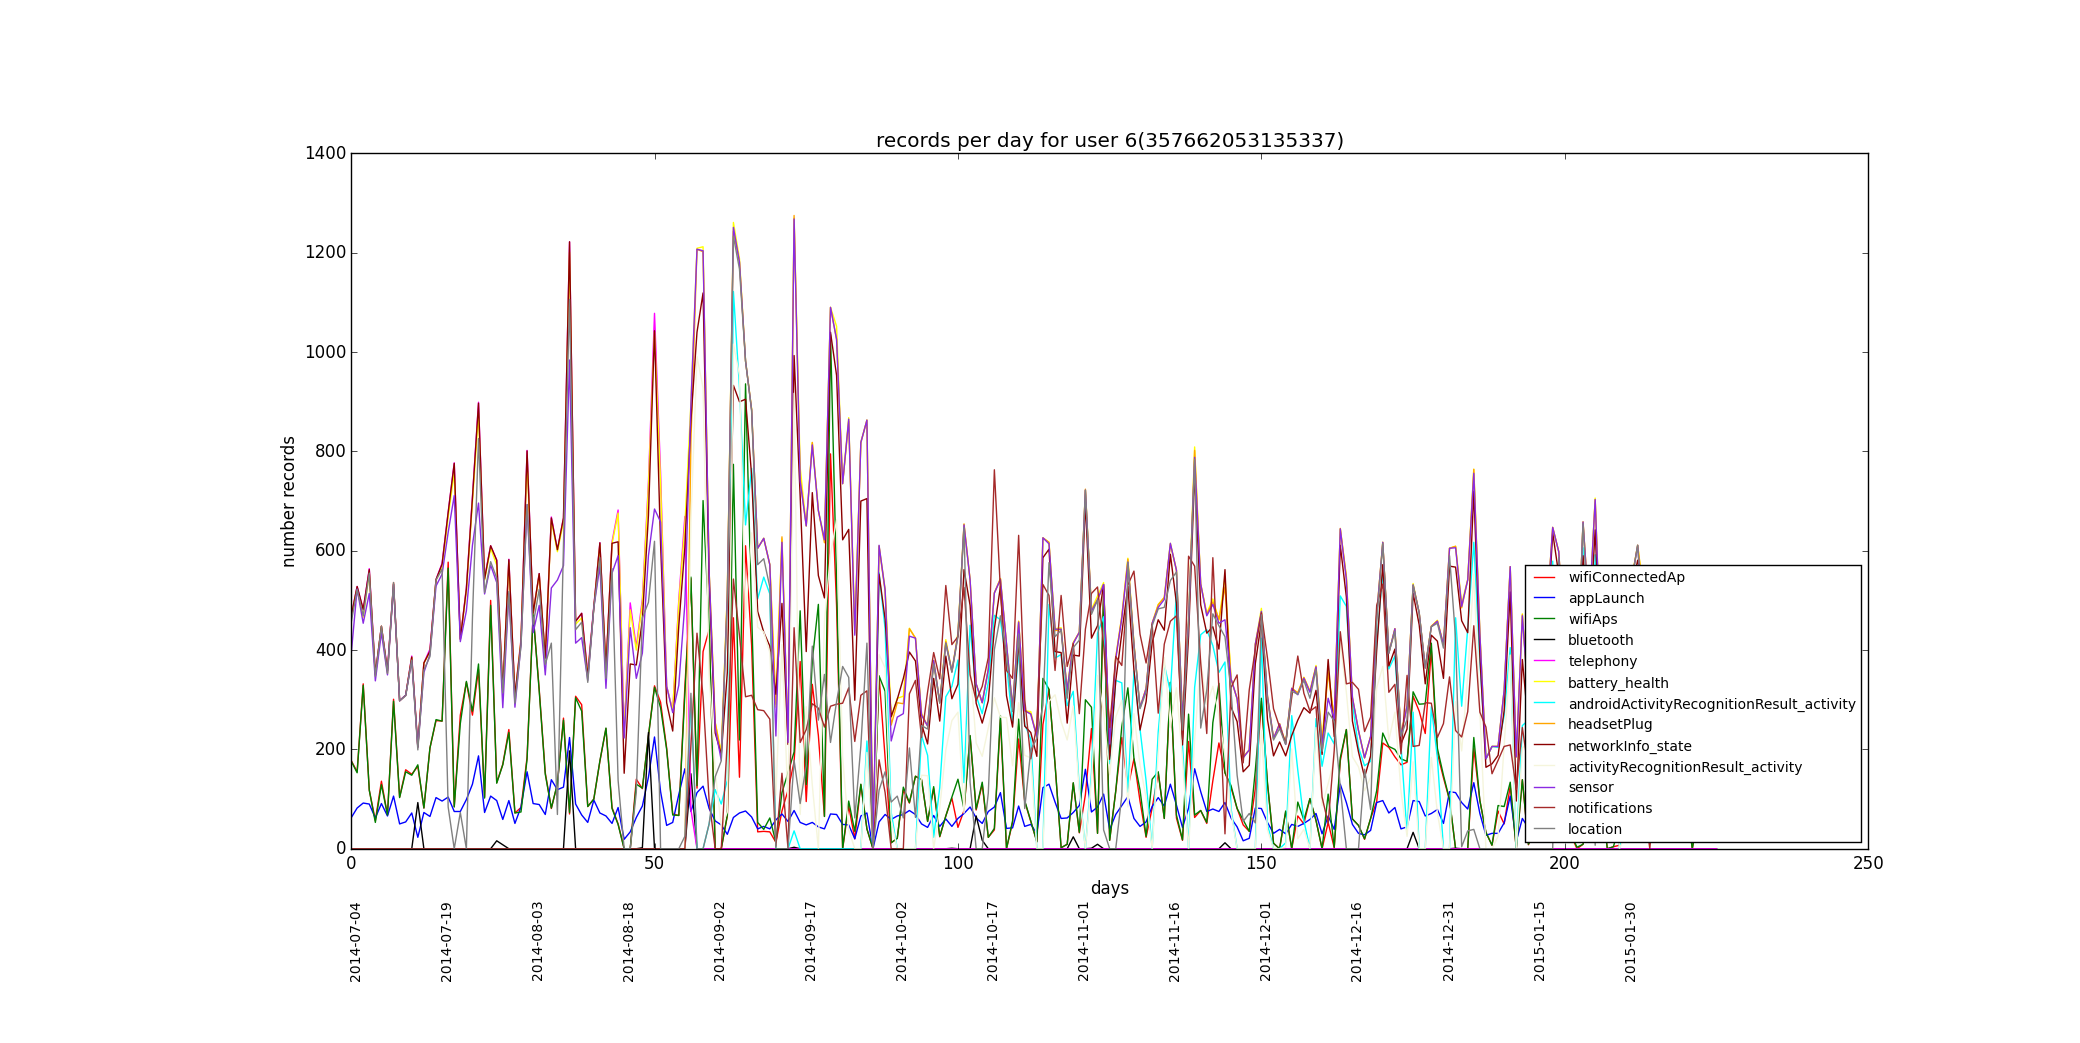 records per day for user 6(357662053135337)
1400
1200
1000
800
600
400
200
0
number records
0 50 100 150 200 250
days
2014-07-04
2014-07-19
2014-08-03
2014-08-18
2014-09-02
2014-09-17
2014-10-02
2014-10-17
2014-11-01
2014-11-16
2014-12-01
2014-12-16
2014-12-31
2015-01-15
2015-01-30
wifiConnectedAp
appLaunch
wifiAps
bluetooth
telephony
battery_health
androidActivityRecognitionResult_activity
headsetPlug
networkInfo_state
activityRecognitionResult_activity
sensor
notifications
location